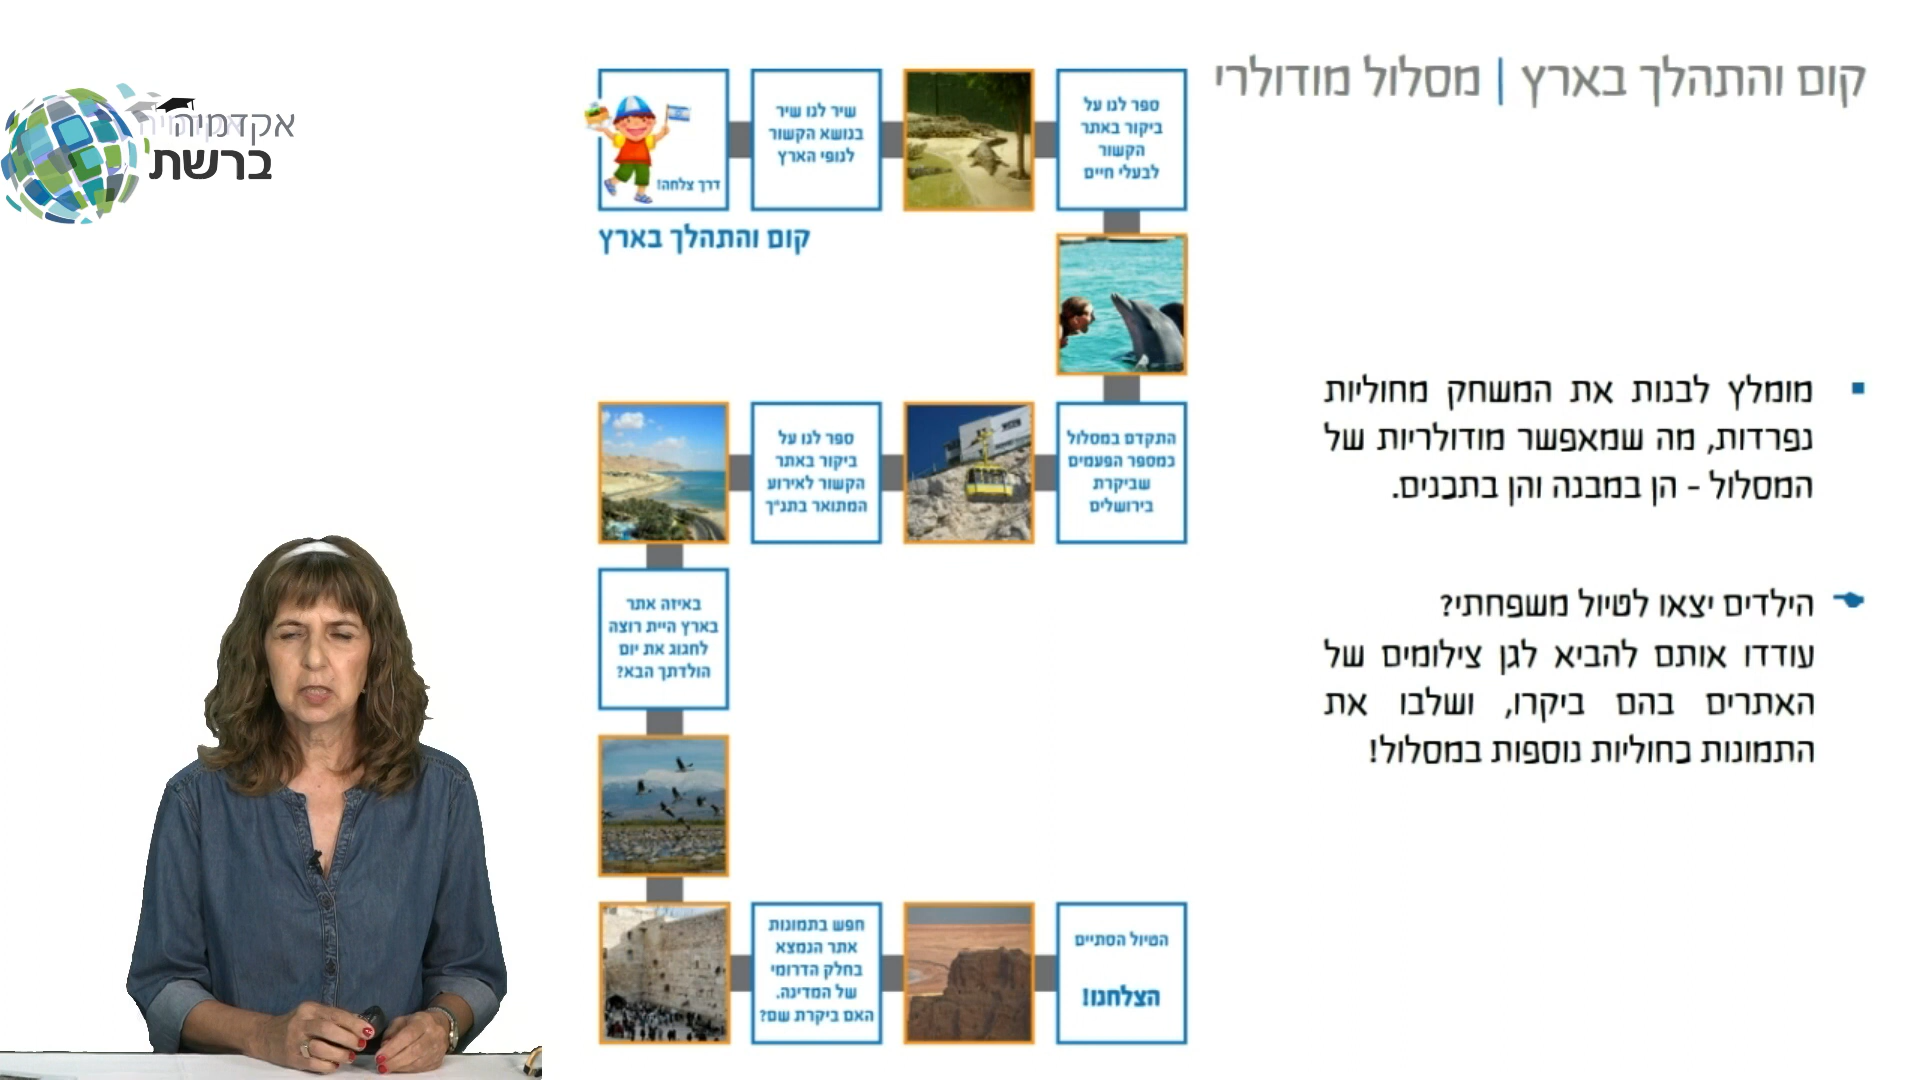 קום והתהלך בארץ | מסלול מודולרי
אקדמיה
ברשת
דרך צלחה!
שיר לנו שיר
בנושא הקשור
לנופי הארץ
ספר לנו על
ביקור באתר
הקשור
לבעלי חיים
קום והתהלך בארץ
התקדם במסלול
כמספר הפעמים
שביקרת
בירושלים
ספר לנו על
ביקור באתר
הקשור לאירוע
המתואר בתנ"ך
באיזה אתר
בארץ היית רוצה
לחגוג את יום
הולדתך הבא?
חפש בתמונות
אתר הנמצא
בחלק הדרומי
של המדינה.
האם ביקרת שם?
הטיול הסתיים
הצלחנו!
מומלץ לבנות את המשחק מחוליות
נפרדות, מה שמאפשר מודולריות של
המסלול - הן במבנה והן בתכנים.
הילדים יצאו לטיול משפחתי?
עודדו אותם להביא לגן צילומים של
האתרים בהם ביקרו, ושלבו את
התמונות כחוליות נוספות במסלול!